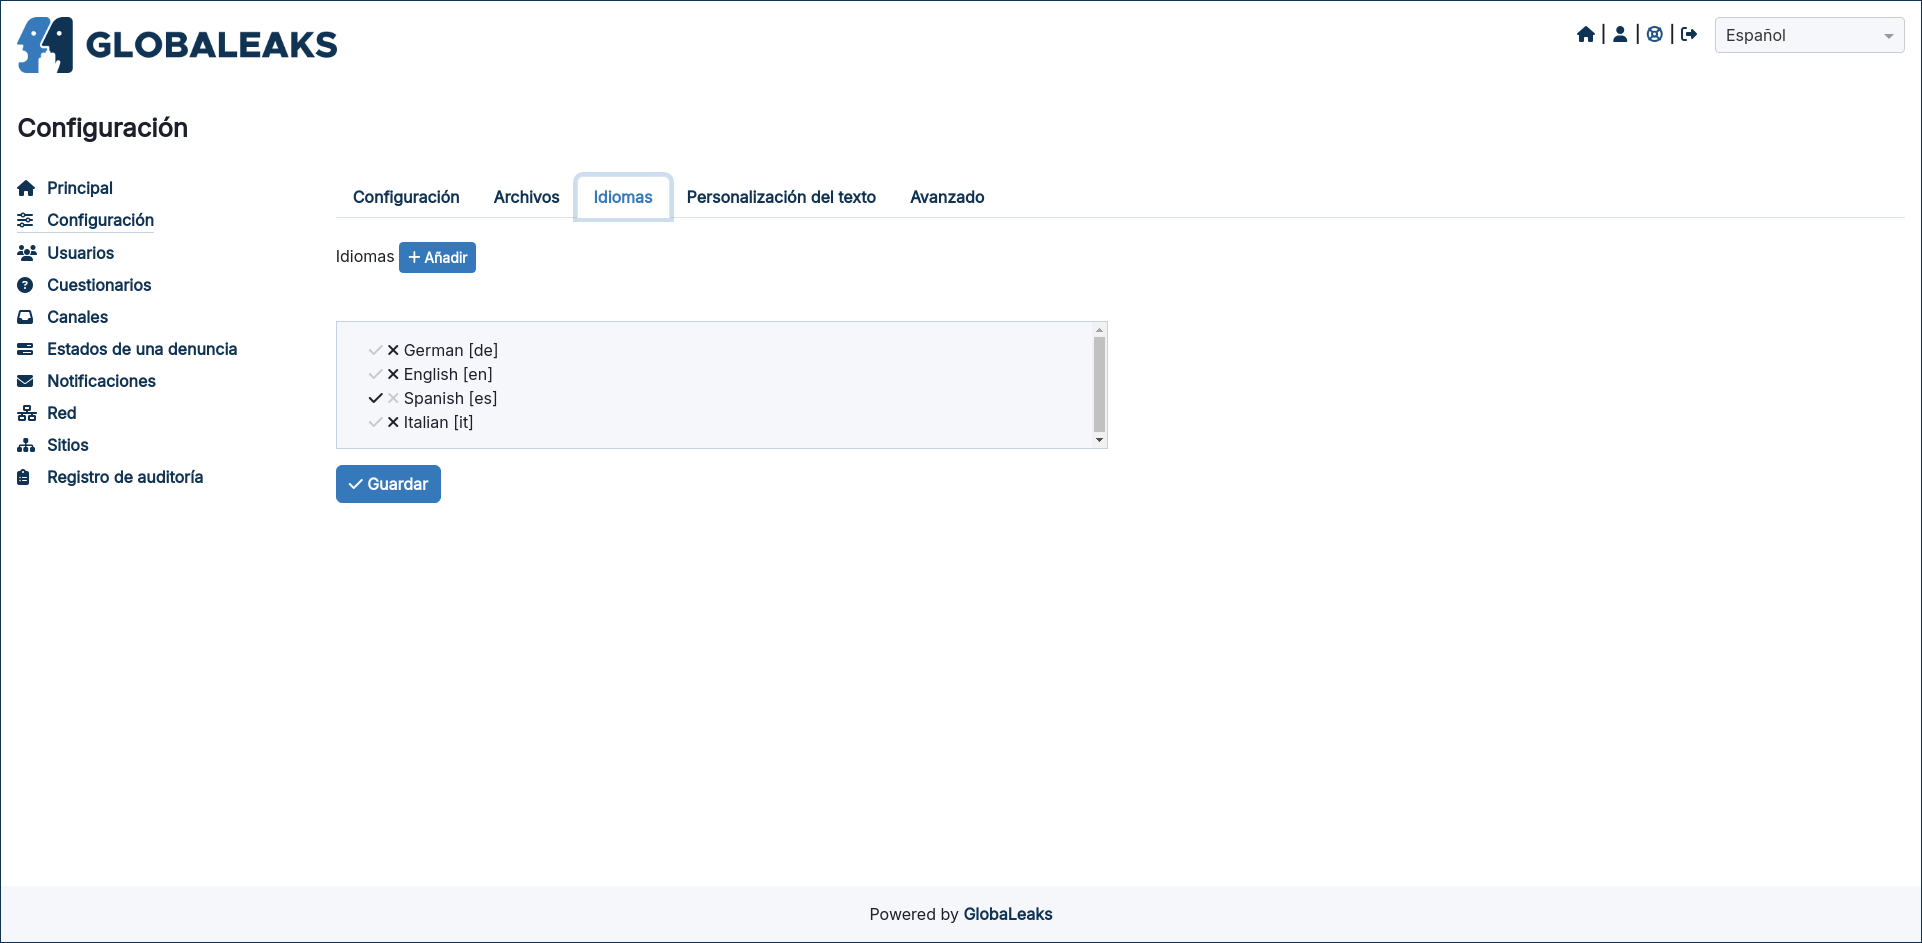 GLOBALEAKS
Español
Configuración
Principal
Configuración
Usuarios
Cuestionarios
Canales
Estados de una denuncia
Notificaciones
Red
Sitios
Registro de auditoría
Configuración Archivos Idiomas Personalización del texto Avanzado
Idiomas Añadir
German [de]
English [en]
Spanish [es]
Italian [it]
Guardar
Powered by GlobaLeaks